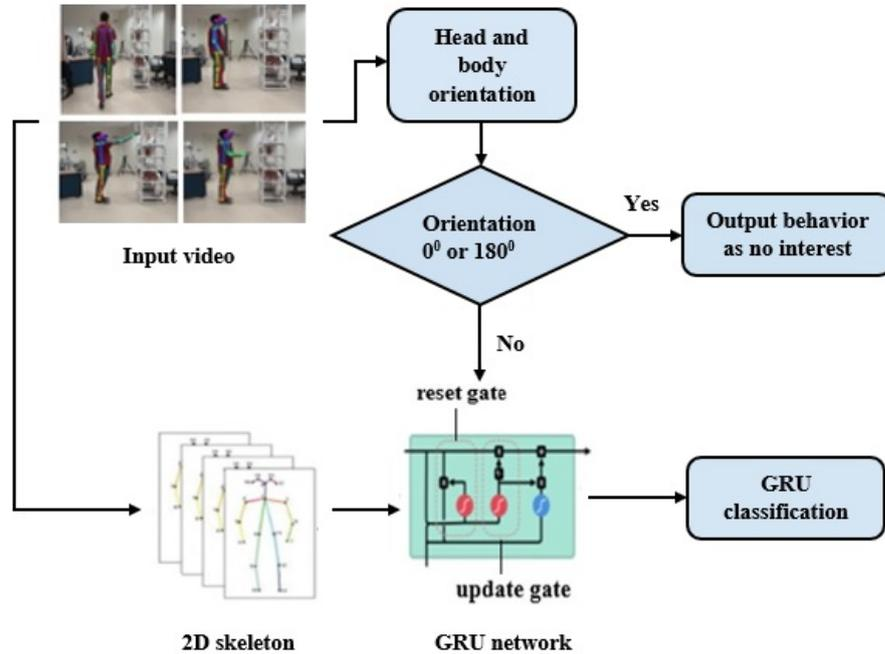 Head and
body
orientation
Input video
Orientation
0⁰ or 180⁰
Yes
Output behavior
as no interest
No
reset gate
GRU
classification
update gate
2D skeleton
GRU network